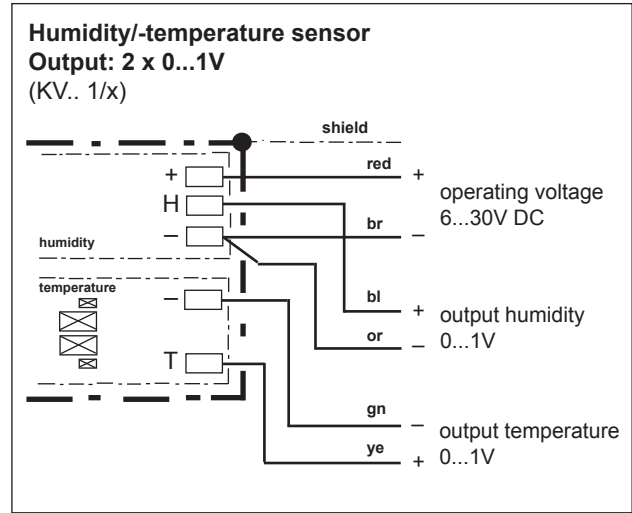 Humidity/-temperature sensor
Output: 2 x 0...1V
(KV.. 1/x)
shield
red
+
+
operating voltage
H
6...30V DC
br
–
–
humidity
temperature
–
bl
+
output humidity
or
–
0...1V
T
gn
–
output temperature
ye
+
0...1V